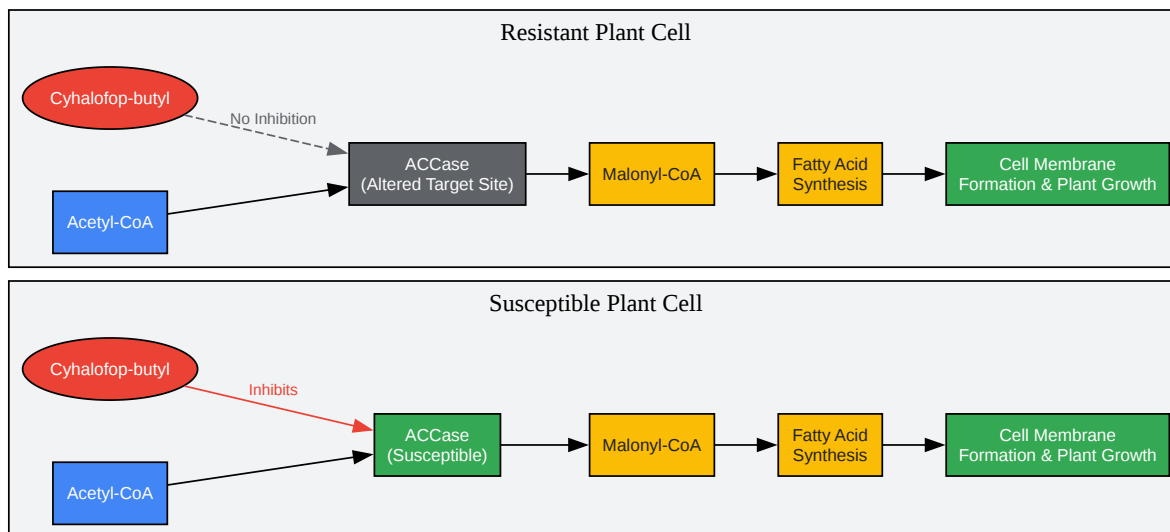 Resistant Plant Cell
Cyhalofop-butyl
No Inhibition
ACCase
(Altered Target Site)
Malonyl-CoA
Fatty Acid
Synthesis
Cell Membrane
Formation & Plant Growth
Acetyl-CoA
Susceptible Plant Cell
Cyhalofop-butyl
Inhibits
ACCase
(Susceptible)
Malonyl-CoA
Fatty Acid
Synthesis
Cell Membrane
Formation & Plant Growth
Acetyl-CoA